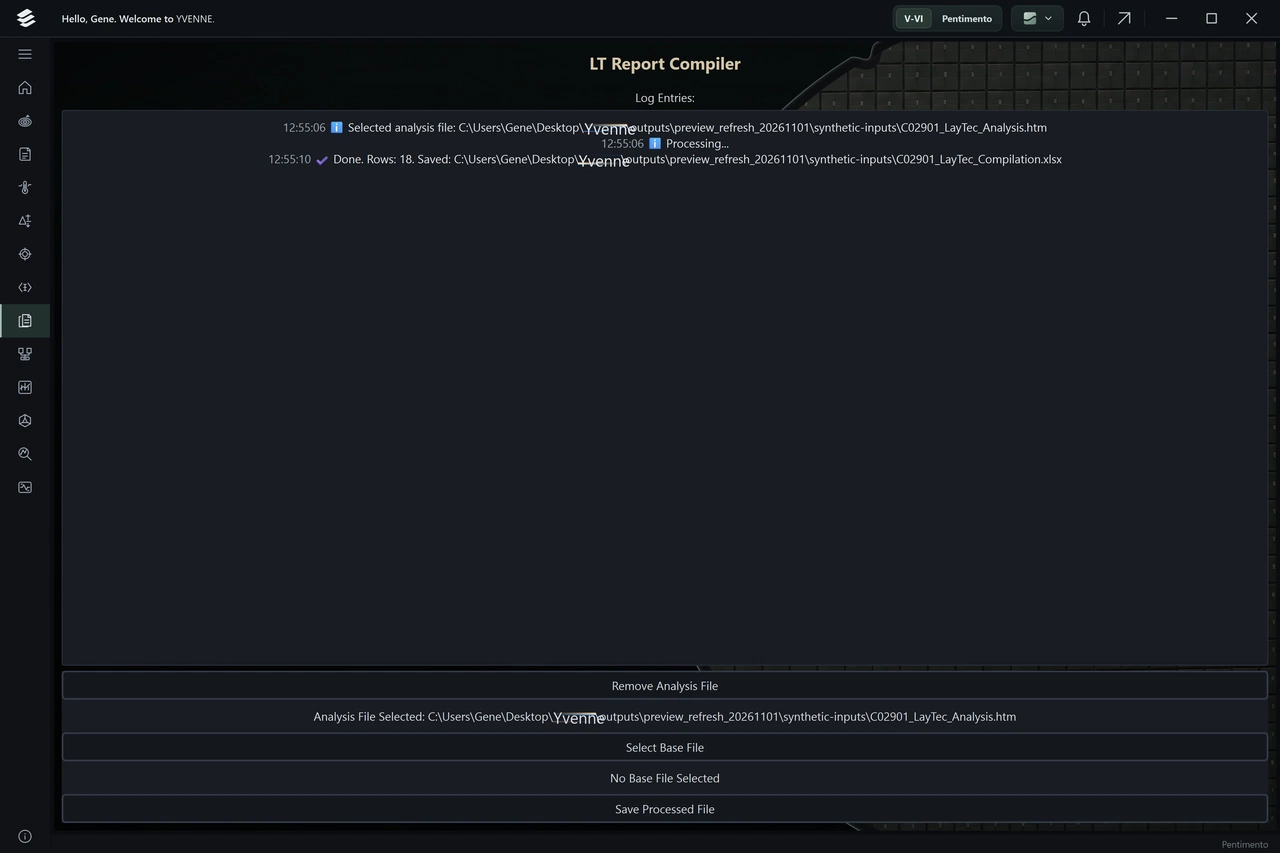 Hello, Gene. Welcome to YVENNE.
V-VI Pentimento
LT Report Compiler
Log Entries:
12:55:06 Selected analysis file: C:\Users\Gene\Desktop\Yvenne\outputs\preview_refresh_20261101\synthetic-inputs\C02901_LayTec_Analysis.htm
12:55:06 Processing...
12:55:10 Done. Rows: 18. Saved: C:\Users\Gene\Desktop\Yvenne\outputs\preview_refresh_20261101\synthetic-inputs\C02901_LayTec_Compilation.xlsx
Remove Analysis File
Analysis File Selected: C:\Users\Gene\Desktop\Yvenne\outputs\preview_refresh_20261101\synthetic-inputs\C02901_LayTec_Analysis.htm
Select Base File
No Base File Selected
Save Processed File
Pentimento